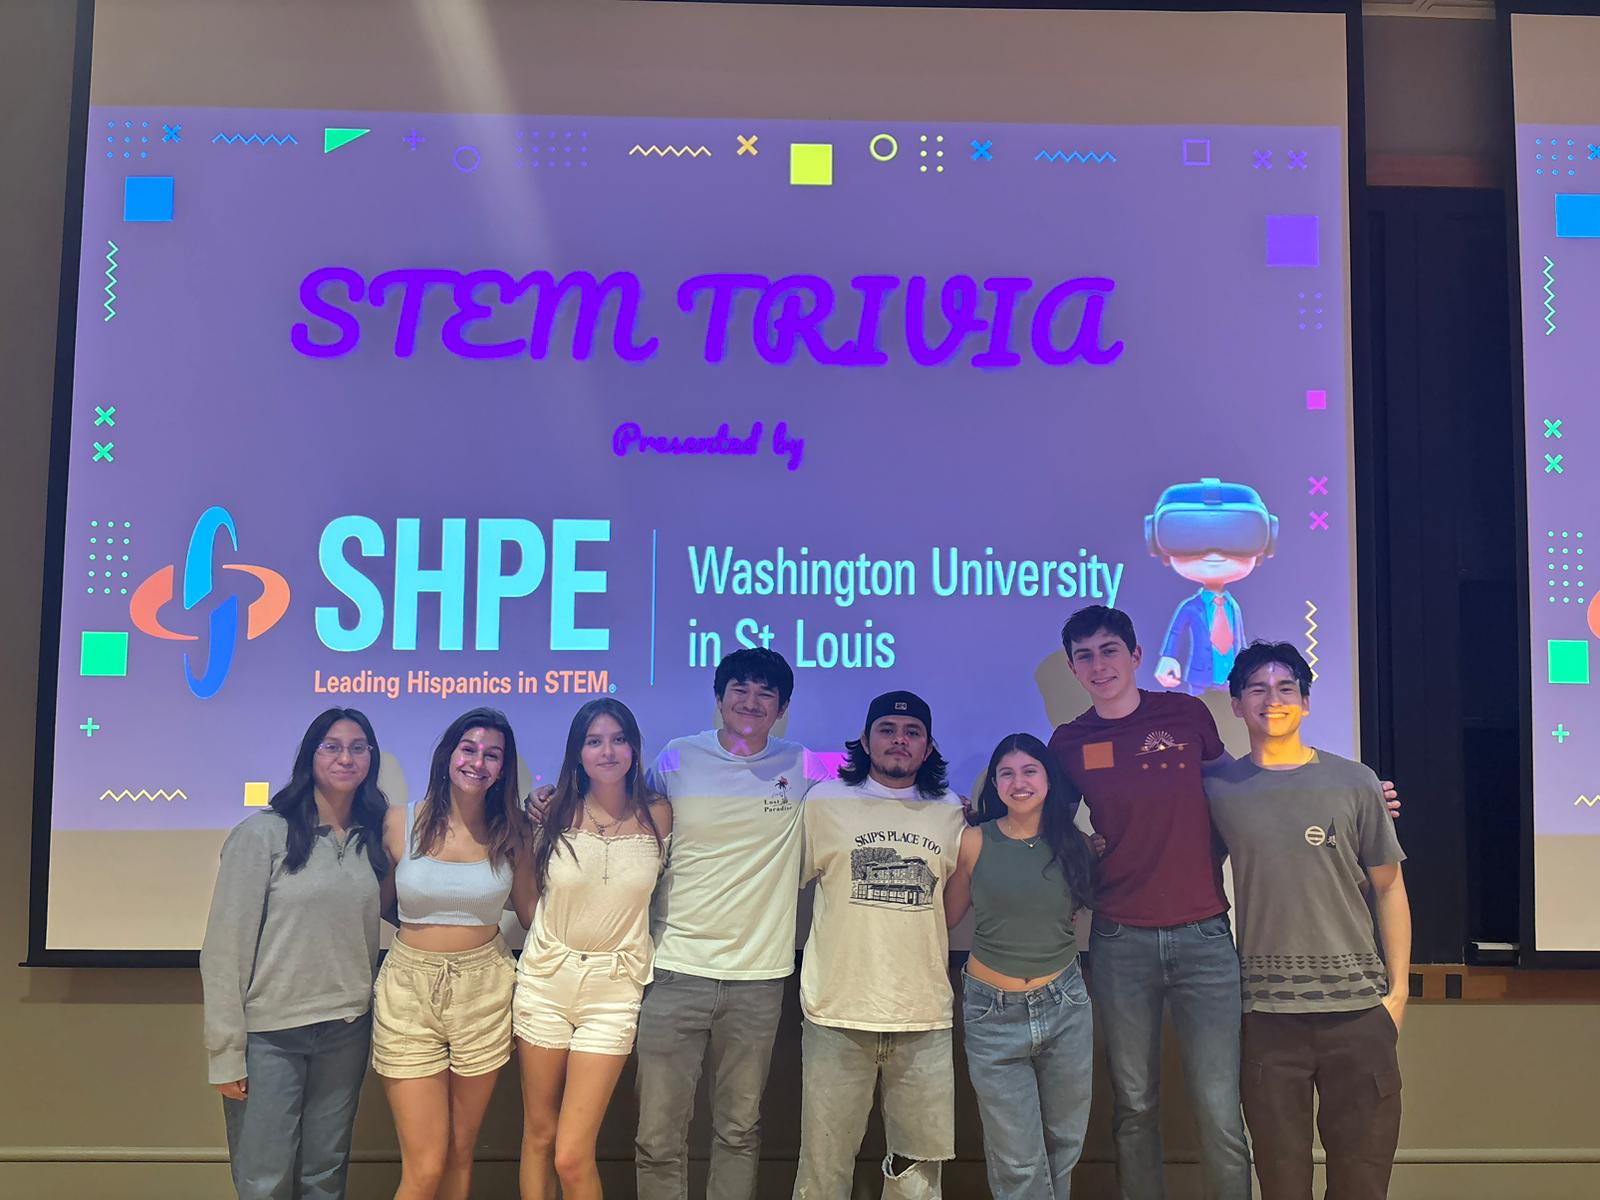 STEM TRIVIA
Presented by
SHPE
Leading Hispanics in STEM®
Washington University
in St. Louis
Lost in
Paradise
SKIP'S PLACE TOO